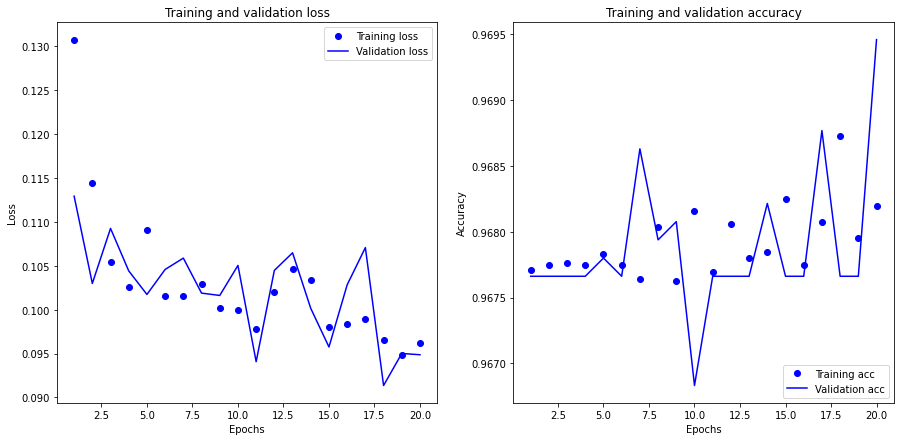 Training and validation loss
Training loss
Validation loss
0.130
0.125
0.120
0.115
0.110
0.105
0.100
0.095
0.090
Loss
2.5 5.0 7.5 10.0 12.5 15.0 17.5 20.0
Epochs
Training and validation accuracy
0.9695
0.9690
0.9685
0.9680
0.9675
0.9670
Accuracy
Training acc
Validation acc
2.5 5.0 7.5 10.0 12.5 15.0 17.5 20.0
Epochs